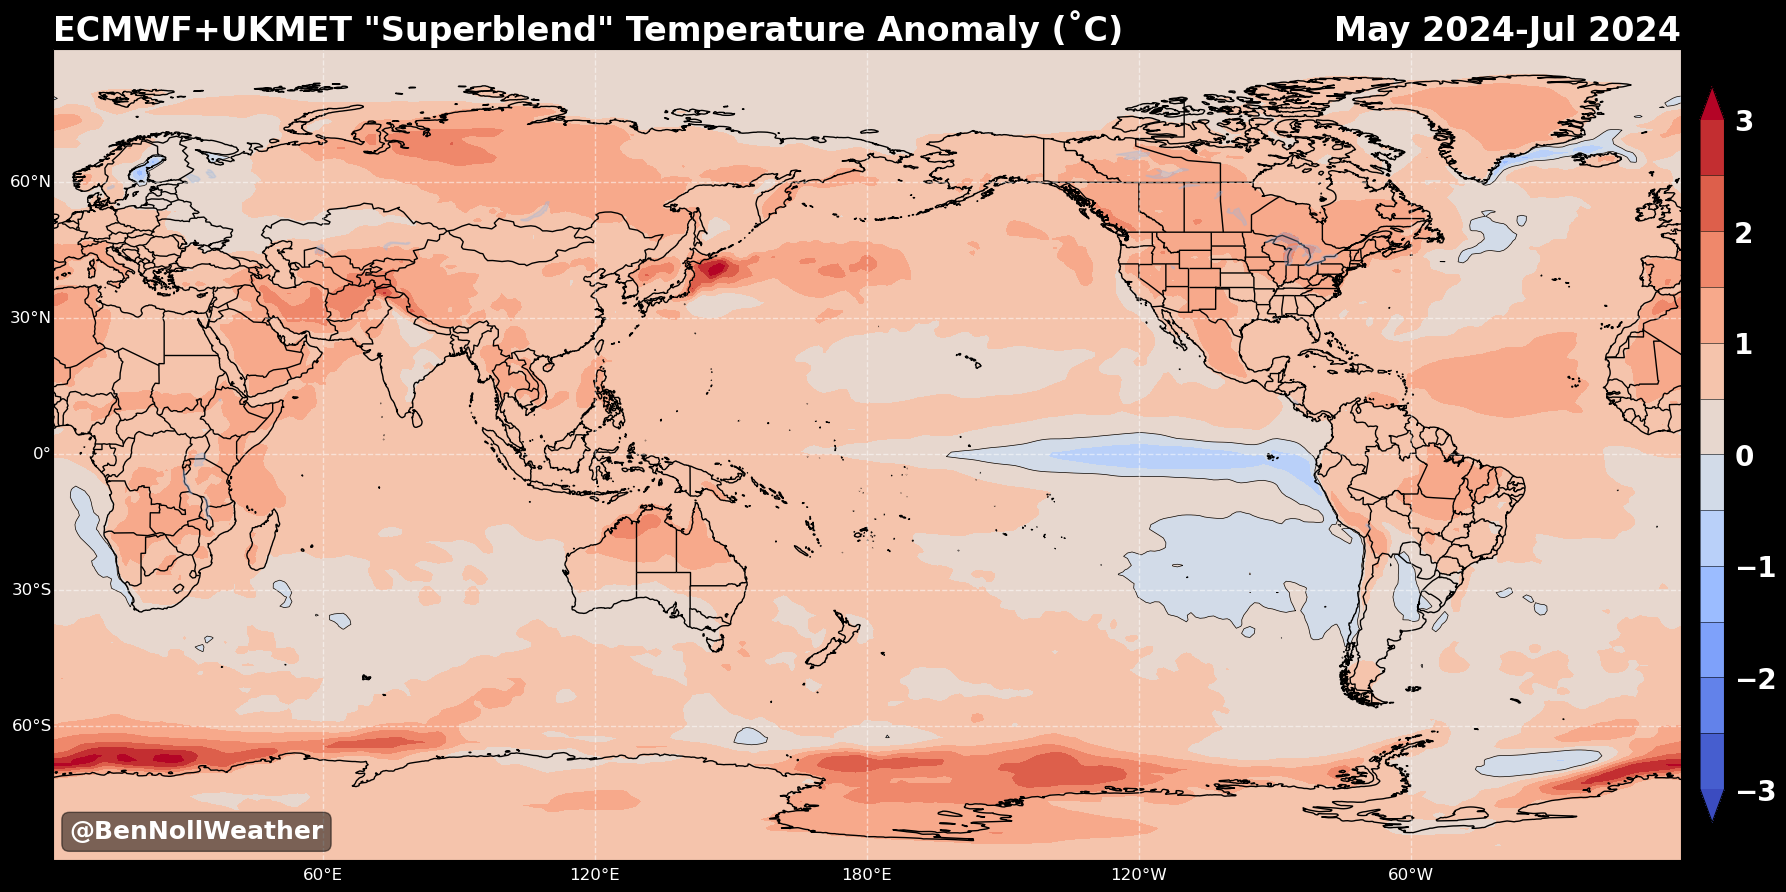 ECMWF+UKMET "Superblend" Temperature Anomaly (˚C) May 2024-Jul 2024
3
60°N
2
30°N
1
0°
0
−1
30°S
−2
60°S
−3
@BenNollWeather
60°E 120°E 180°E 120°W 60°W